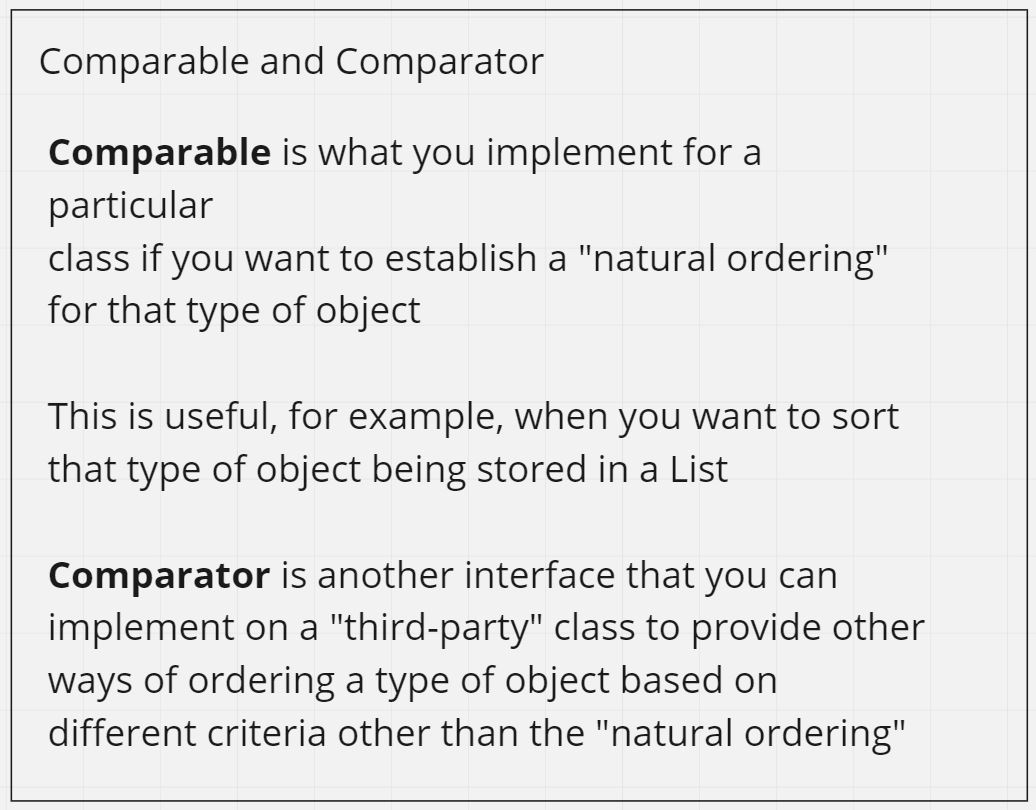 Comparable and Comparator
Comparable is what you implement for a
particular
class if you want to establish a "natural ordering"
for that type of object
This is useful, for example, when you want to sort
that type of object being stored in a List
Comparator is another interface that you can
implement on a "third-party" class to provide other
ways of ordering a type of object based on
different criteria other than the "natural ordering"